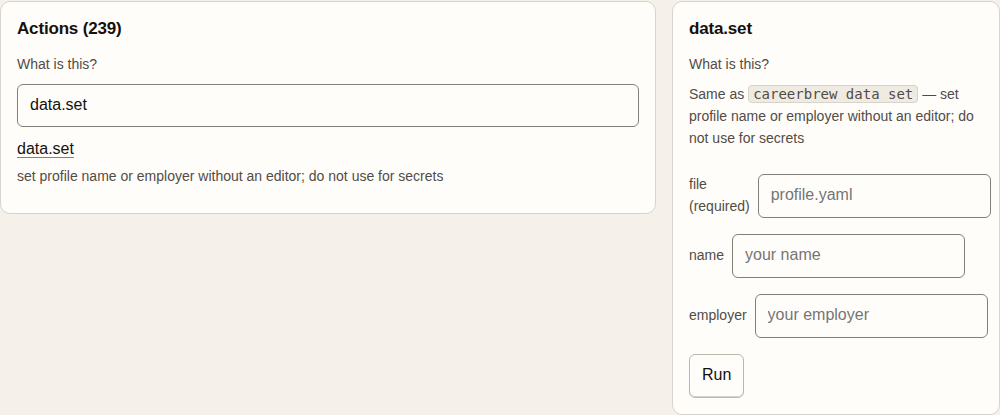 Actions (239)
What is this?
data.set
data.set
set profile name or employer without an editor; do not use for secrets
data.set
What is this?
Same as careerbrew data set — set
profile name or employer without an editor; do
not use for secrets
file
(required)
profile.yaml
name
your name
employer
your employer
Run